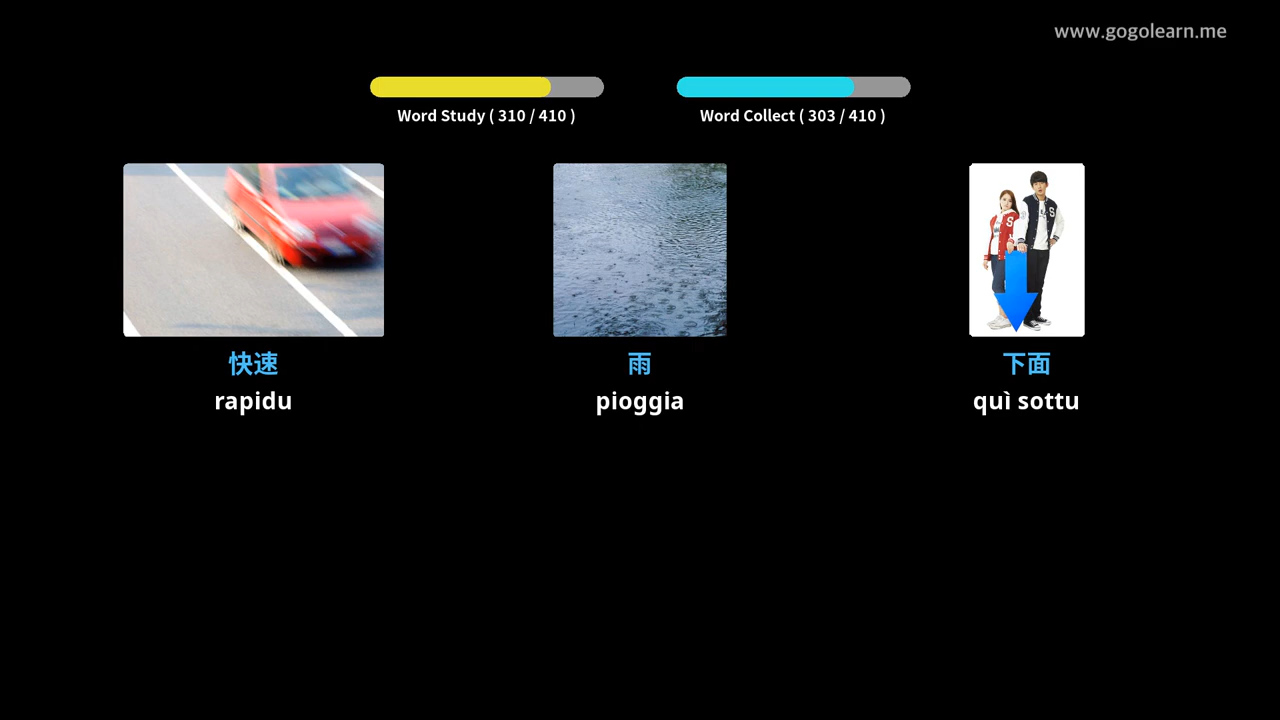 www.gogolearn.me
Word Study ( 310 / 410 )
Word Collect ( 303 / 410 )
快速
rapidu
雨
pioggia
下面
quì sottu